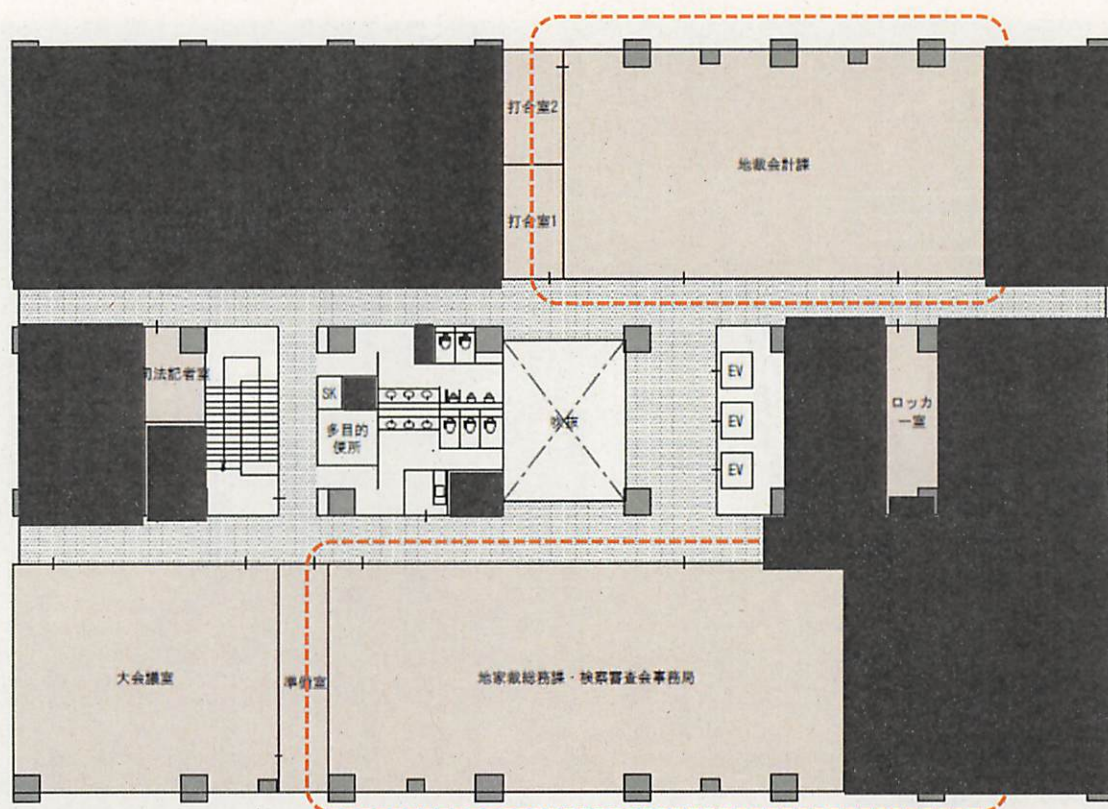 打合室2
地裁会計課
打合室1
司法記者室
SK
多目的
便所
吹抜
EV
EV
EV
ロッカ
ー室
大会議室
準備室
地家裁総務課・検察審査会事務局